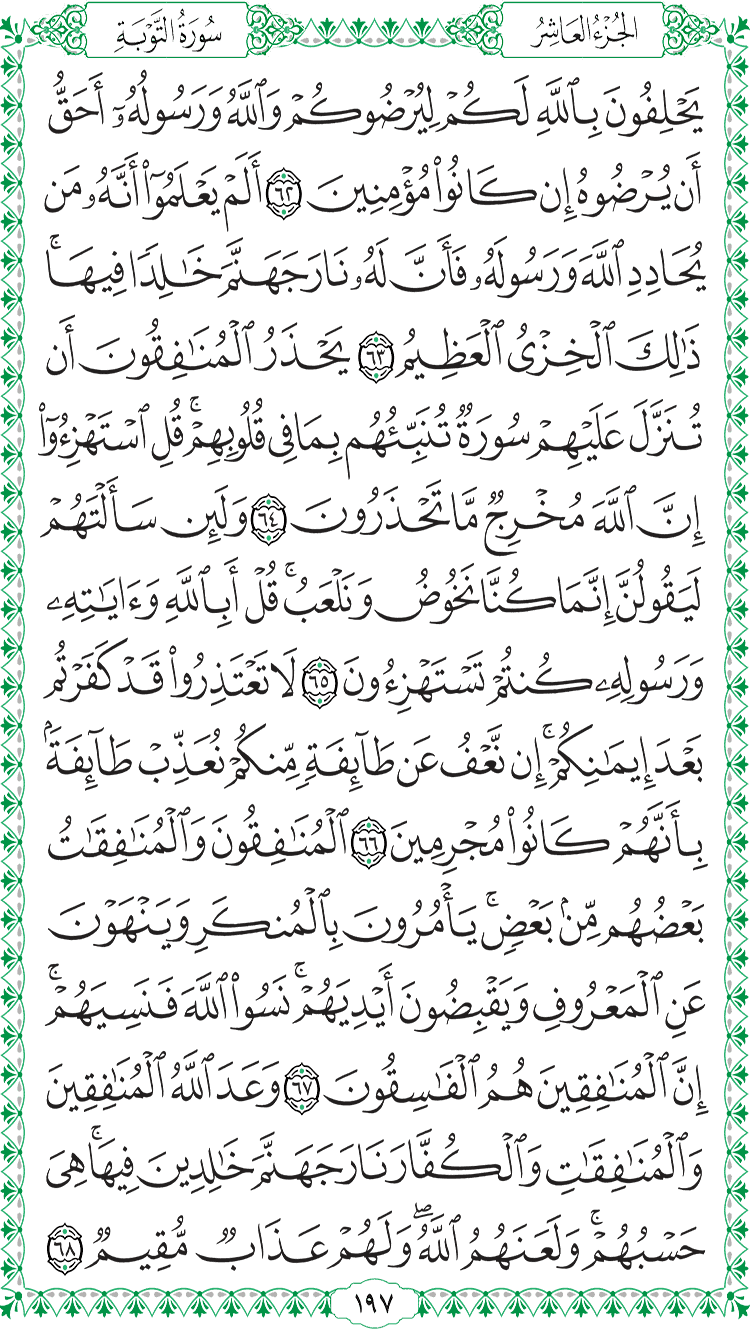 الجُزْءُ العَاشِرُ
سُورَةُ التَّوْبَةِ
يَحْلِفُونَ بِٱللَّهِ لَكُمْ لِيُرْضُوكُمْ وَٱللَّهُ وَرَسُولُهُۥٓ أَحَقُّ
أَن يُرْضُوهُ إِن كَانُوا۟ مُؤْمِنِينَ ٦٢ أَلَمْ يَعْلَمُوٓا۟ أَنَّهُۥ مَن
يُحَادِدِ ٱللَّهَ وَرَسُولَهُۥ فَأَنَّ لَهُۥ نَارَ جَهَنَّمَ خَٰلِدًا فِيهَا ۚ
ذَٰلِكَ ٱلْخِزْىُ ٱلْعَظِيمُ ٦٣ يَحْذَرُ ٱلْمُنَٰفِقُونَ أَن
تُنَزَّلَ عَلَيْهِمْ سُورَةٌ تُنَبِّئُهُم بِمَا فِى قُلُوبِهِمْ ۚ قُلِ ٱسْتَهْزِءُوٓا۟
إِنَّ ٱللَّهَ مُخْرِجٌ مَّا تَحْذَرُونَ ٦٤ وَلَئِن سَأَلْتَهُمْ
لَيَقُولُنَّ إِنَّمَا كُنَّا نَخُوضُ وَنَلْعَبُ ۚ قُلْ أَبِٱللَّهِ وَءَايَٰتِهِۦ
وَرَسُولِهِۦ كُنتُمْ تَسْتَهْزِءُونَ ٦٥ لَا تَعْتَذِرُوا۟ قَدْ كَفَرْتُم
بَعْدَ إِيمَٰنِكُمْ ۚ إِن نَّعْفُ عَن طَآئِفَةٍ مِّنكُمْ نُعَذِّبْ طَآئِفَةًۢ
بِأَنَّهُمْ كَانُوا۟ مُجْرِمِينَ ٦٦ ٱلْمُنَٰفِقُونَ وَٱلْمُنَٰفِقَٰتُ
بَعْضُهُم مِّنۢ بَعْضٍ ۚ يَأْمُرُونَ بِٱلْمُنكَرِ وَيَنْهَوْنَ
عَنِ ٱلْمَعْرُوفِ وَيَقْبِضُونَ أَيْدِيَهُمْ ۚ نَسُوا۟ ٱللَّهَ فَنَسِيَهُمْ ۚ
إِنَّ ٱلْمُنَٰفِقِينَ هُمُ ٱلْفَٰسِقُونَ ٦٧ وَعَدَ ٱللَّهُ ٱلْمُنَٰفِقِينَ
وَٱلْمُنَٰفِقَٰتِ وَٱلْكُفَّارَ نَارَ جَهَنَّمَ خَٰلِدِينَ فِيهَا ۚ هِىَ
حَسْبُهُمْ ۚ وَلَعَنَهُمُ ٱللَّهُ ۖ وَلَهُمْ عَذَابٌ مُّقِيمٌ ٦٨
١٩٧